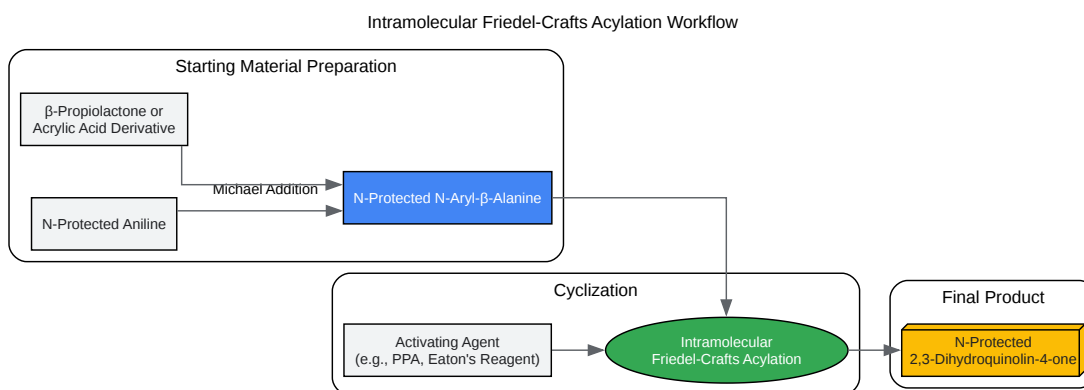 Intramolecular Friedel-Crafts Acylation Workflow
Starting Material Preparation
β-Propiolactone or
Acrylic Acid Derivative
Michael Addition
N-Protected N-Aryl-β-Alanine
N-Protected Aniline
Cyclization
Activating Agent
(e.g., PPA, Eaton's Reagent)
Intramolecular
Friedel-Crafts Acylation
Final Product
N-Protected
2,3-Dihydroquinolin-4-one